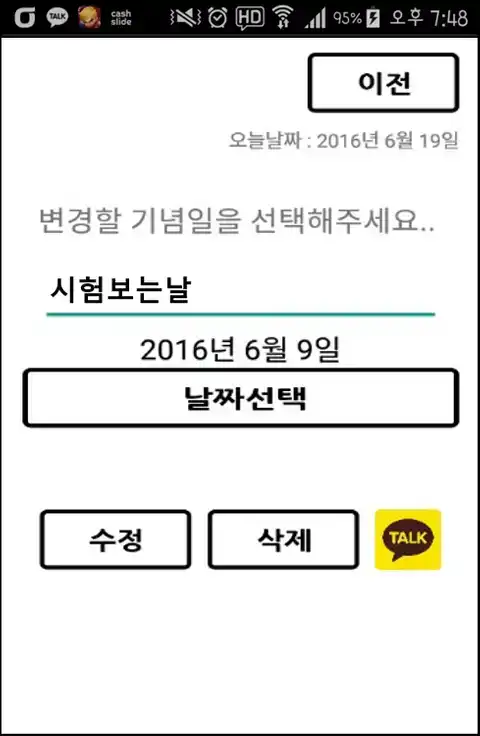 TALK cash slide HD 95% 오후 7:48
이전
오늘날짜 : 2016년 6월 19일
변경할 기념일을 선택해주세요..
시험보는날
2016년 6월 9일
날짜선택
수정 삭제 TALK